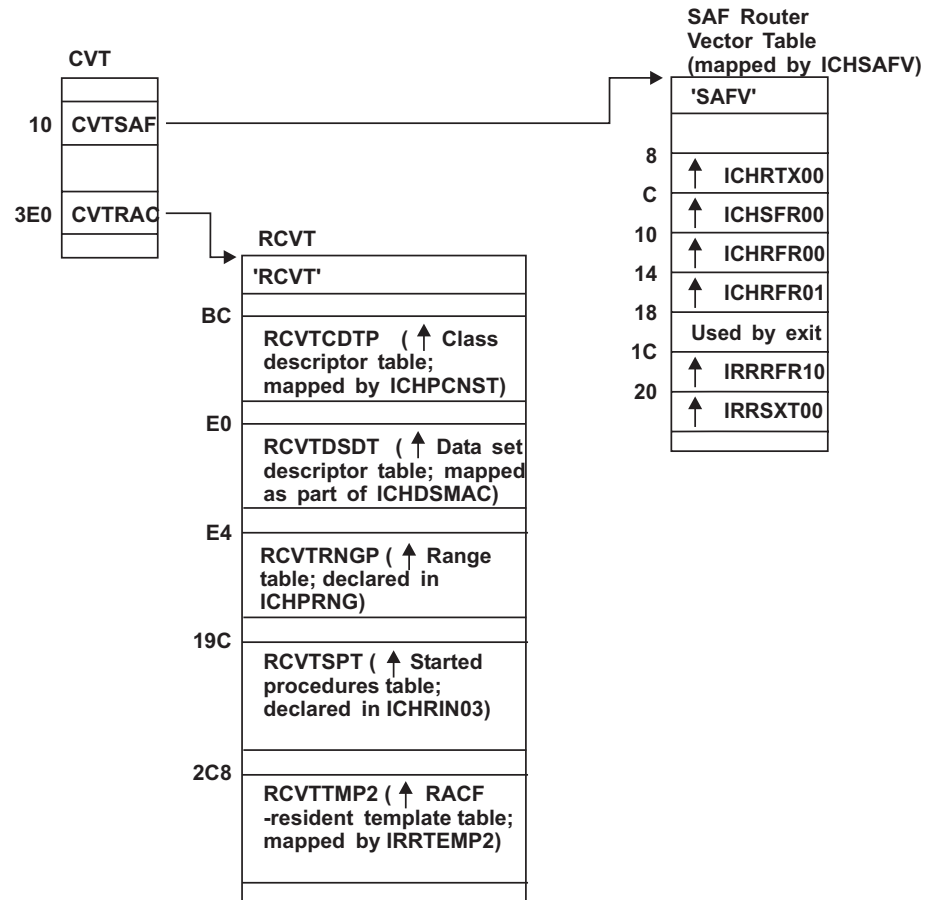 CVT
10 CVTSAF
3E0 CVTRAC
RCVT
'RCVT'
BC
RCVTCDTP ( ↑ Class
descriptor table;
mapped by ICHPCNST)
E0
RCVTDSDT ( ↑ Data set
descriptor table; mapped
as part of ICHDSMAC)
E4
RCVTRNGP ( ↑ Range
table; declared in
ICHPRNG)
19C
RCVTSPT ( ↑ Started
procedures table;
declared in ICHRIN03)
2C8
RCVTTMP2 ( ↑ RACF
-resident template table;
mapped by IRRTEMP2)
SAF Router
Vector Table
(mapped by ICHSAFV)
'SAFV'
8
↑ ICHRTX00
C
↑ ICHSFR00
10
↑ ICHRFR00
14
↑ ICHRFR01
18
Used by exit
1C
↑ IRRRFR10
20
↑ IRRSXT00